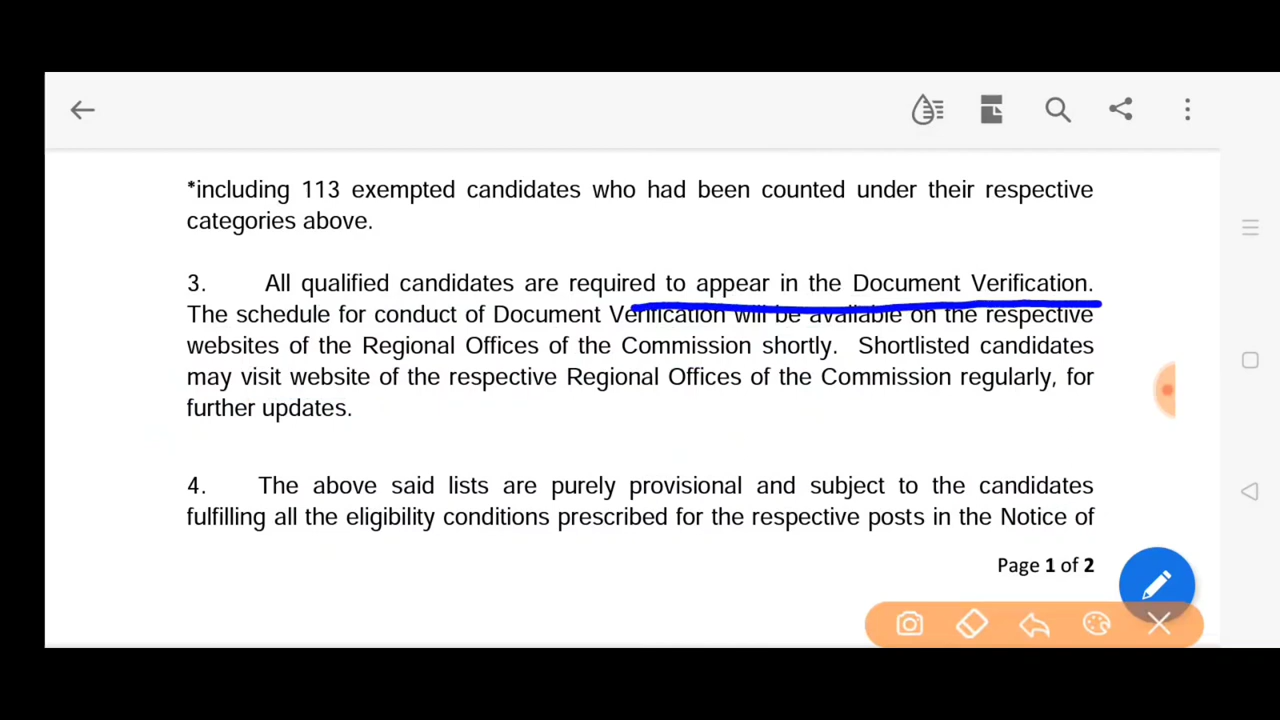 *including 113 exempted candidates who had been counted under their respective
categories above.
3. All qualified candidates are required to appear in the Document Verification.
The schedule for conduct of Document Verification will be available on the respective
websites of the Regional Offices of the Commission shortly. Shortlisted candidates
may visit website of the respective Regional Offices of the Commission regularly, for
further updates.
4. The above said lists are purely provisional and subject to the candidates
fulfilling all the eligibility conditions prescribed for the respective posts in the Notice of
Page 1 of 2